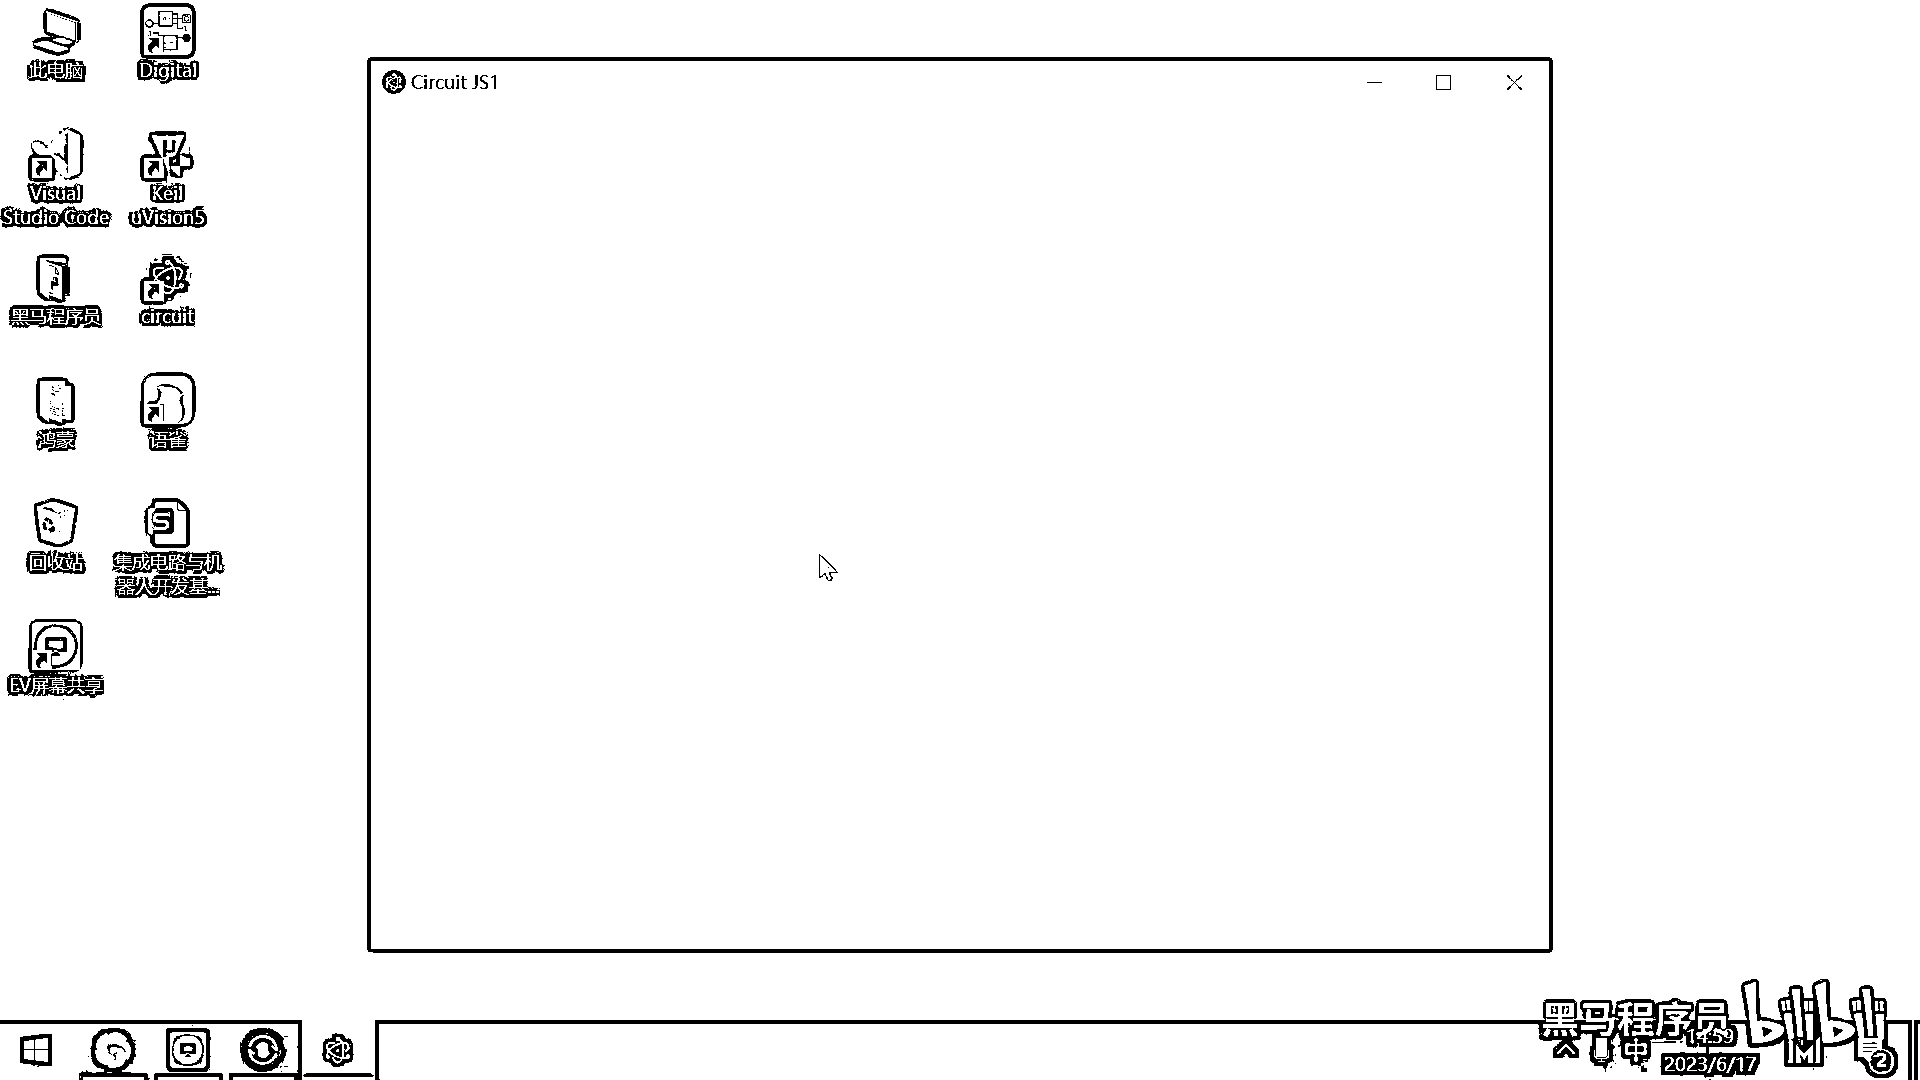 此电脑
Digital
Visual
Studio Code
Keil
uVision5
黑马程序员
circuit
鸿蒙
语雀
回收站
集成电路与机
器人开发基...
EV屏幕共享
Circuit JS1
黑马程序员
bilibili
中
14:59
2023/6/17
2